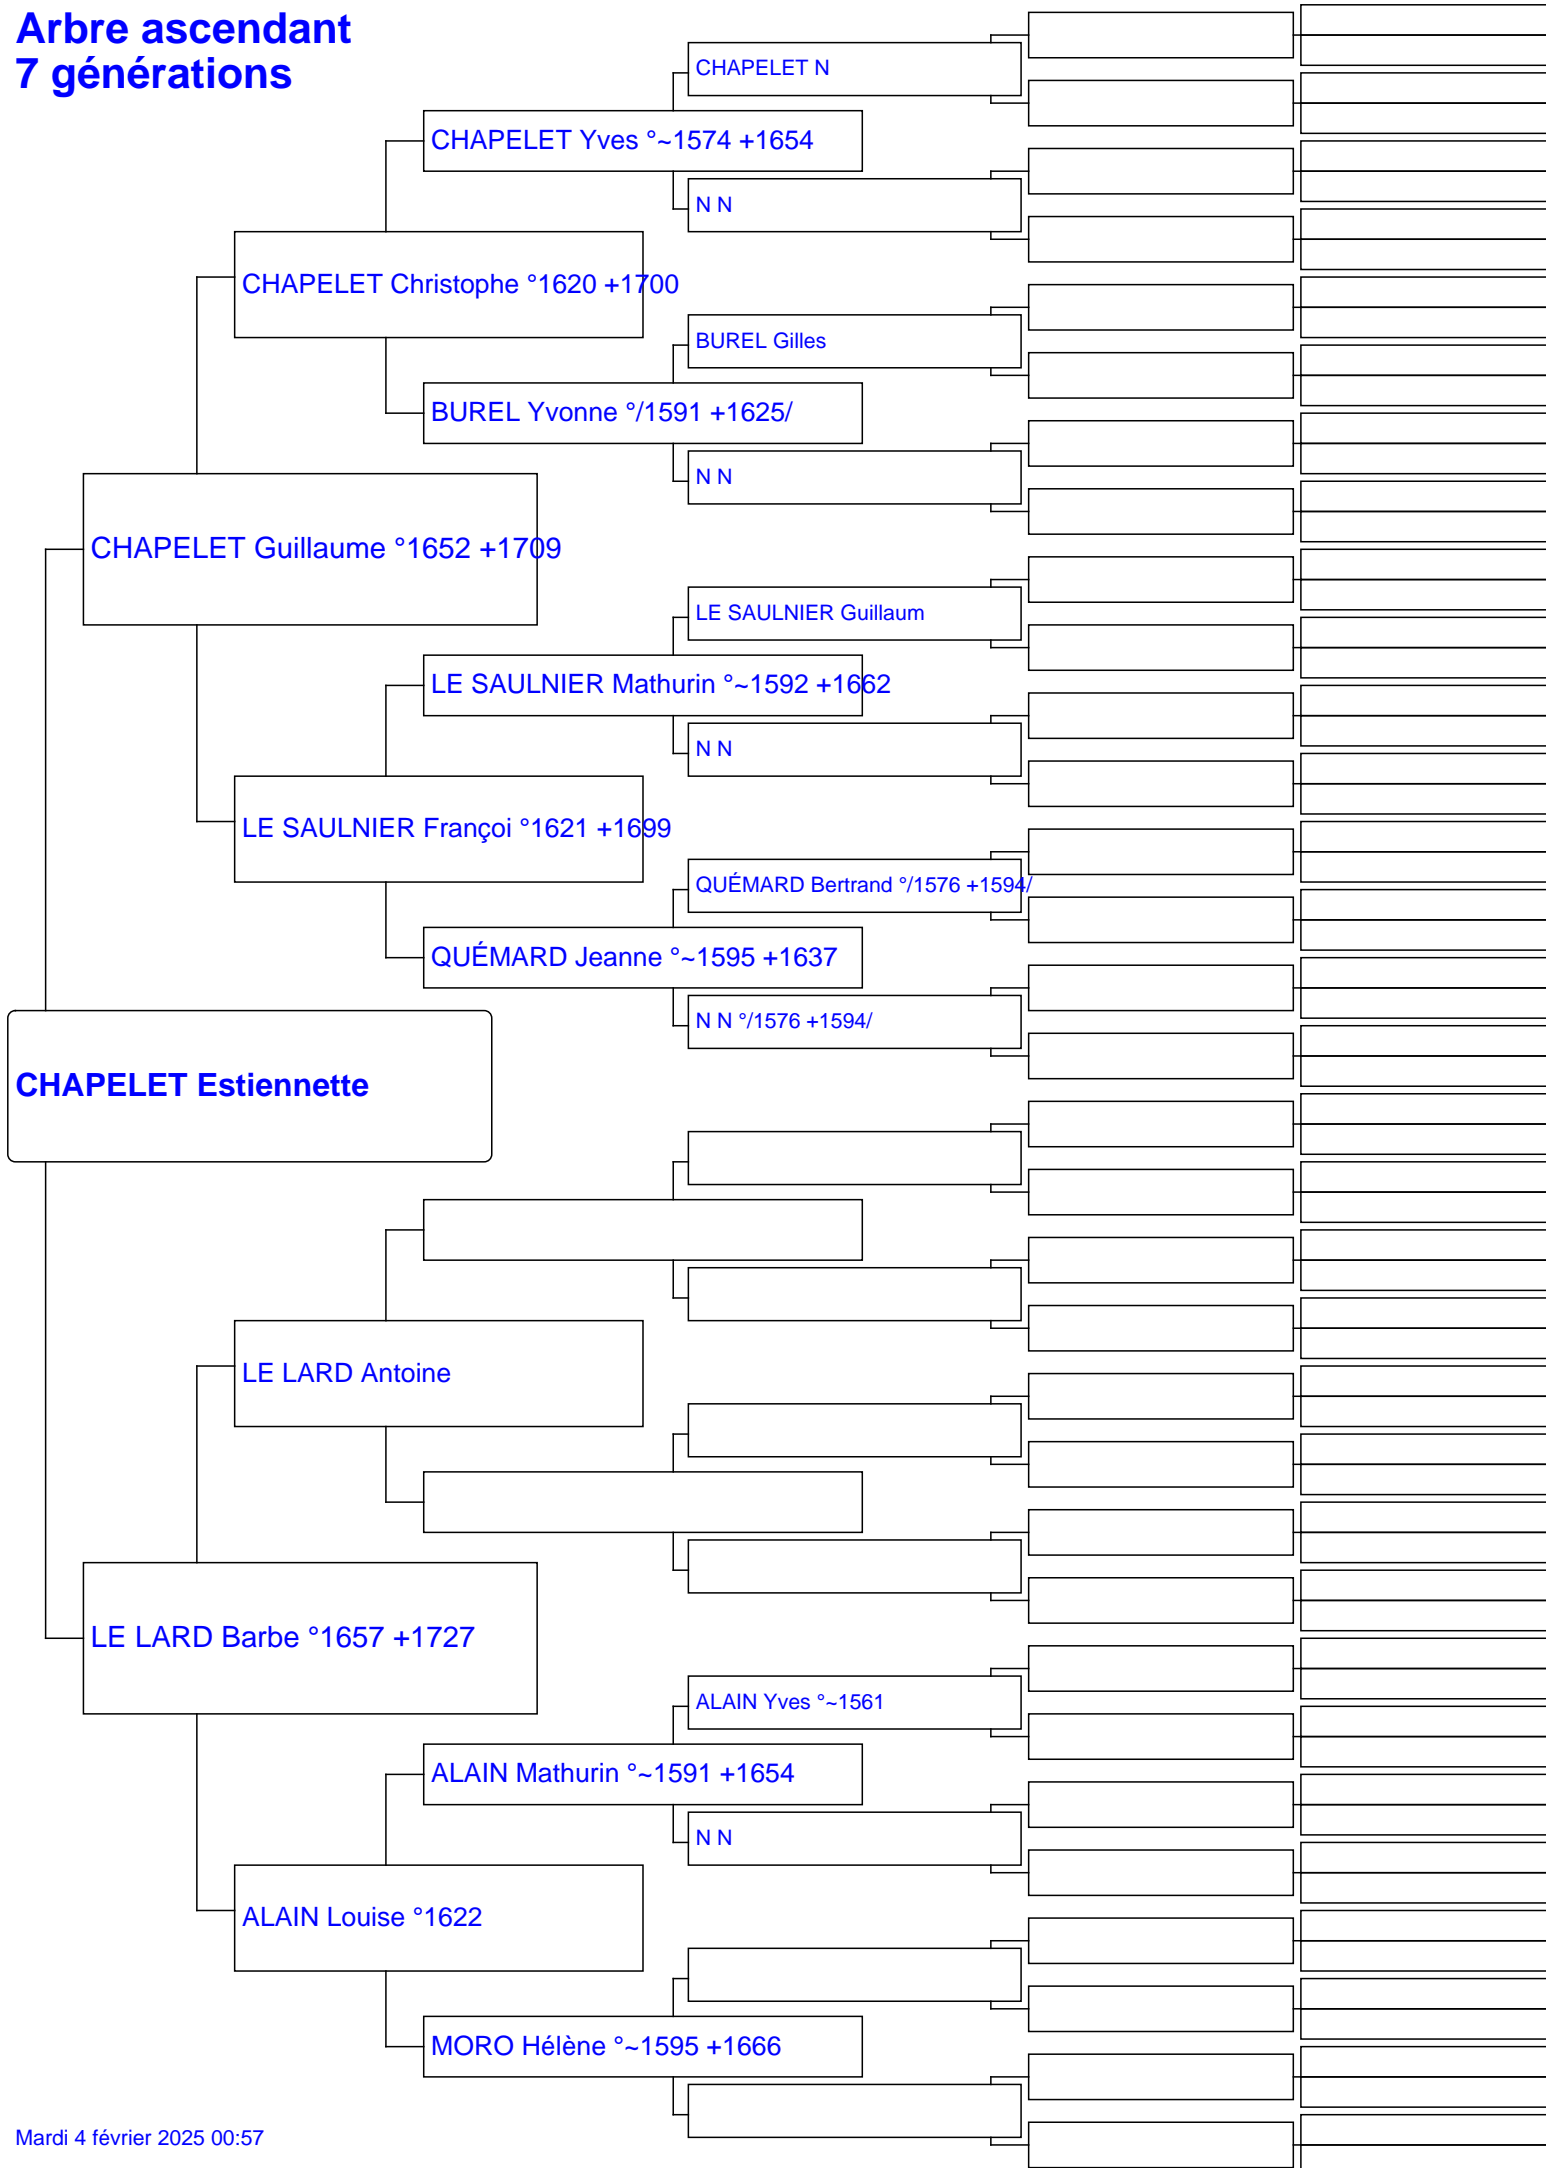 Arbre ascendant
7 générations
CHAPELET N
CHAPELET Yves °~1574 +1654
N N
CHAPELET Christophe °1620 +1700
BUREL Gilles
BUREL Yvonne °/1591 +1625/
N N
CHAPELET Guillaume °1652 +1709
LE SAULNIER Guillaum
LE SAULNIER Mathurin °~1592 +1662
N N
LE SAULNIER Françoi °1621 +1699
QUÉMARD Bertrand °/1576 +1594/
QUÉMARD Jeanne °~1595 +1637
N N °/1576 +1594/
CHAPELET Estiennette
LE LARD Antoine
LE LARD Barbe °1657 +1727
ALAIN Yves °~1561
ALAIN Mathurin °~1591 +1654
N N
ALAIN Louise °1622
MORO Hélène °~1595 +1666
Mardi 4 février 2025 00:57